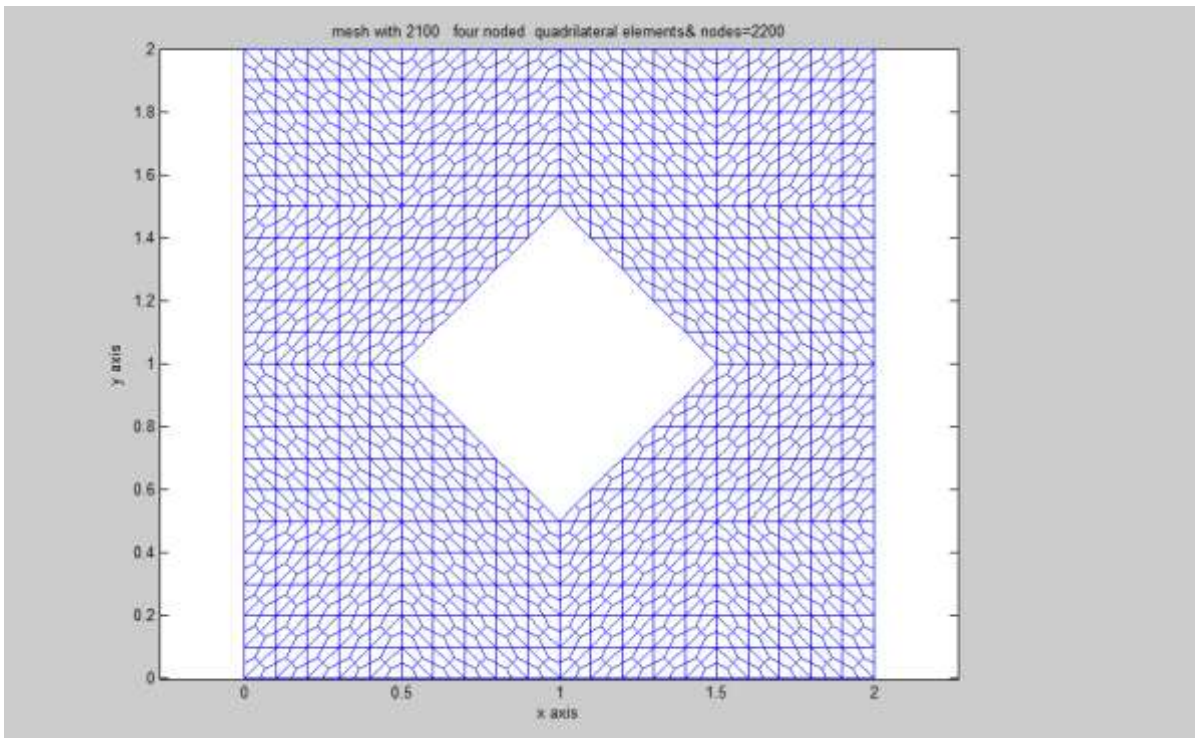 mesh with 2100 four noded quadrilateral elements& nodes=2200
2
1.8
1.6
1.4
1.2
1
0.8
0.6
0.4
0.2
0
y axis
0 0.5 1 1.5 2
x axis